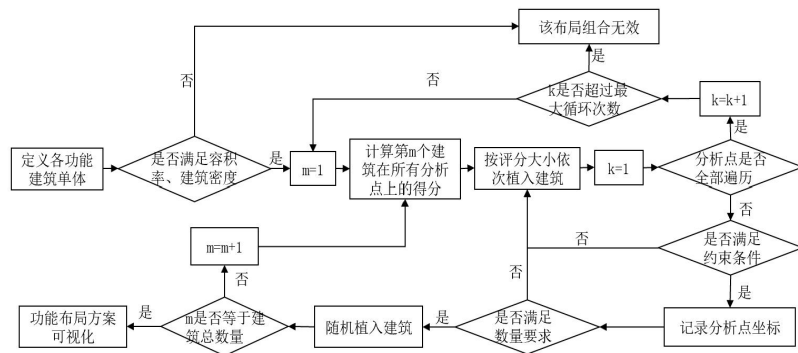 该布局组合无效
是
否
否
k是否超过最
大循环次数
k=k+1
是
定义各功能
建筑单体
是否满足容积
率、建筑密度
是
m=1
计算第m个建
筑在所有分析
点上的得分
按评分大小依
次植入建筑
k=1
分析点是否
全部遍历
否
m=m+1
否
否
是否满足
约束条件
否
是
功能布局方案
可视化
是
m是否等于建
筑总数量
随机植入建筑
是
是否满足
数量要求
记录分析点坐标